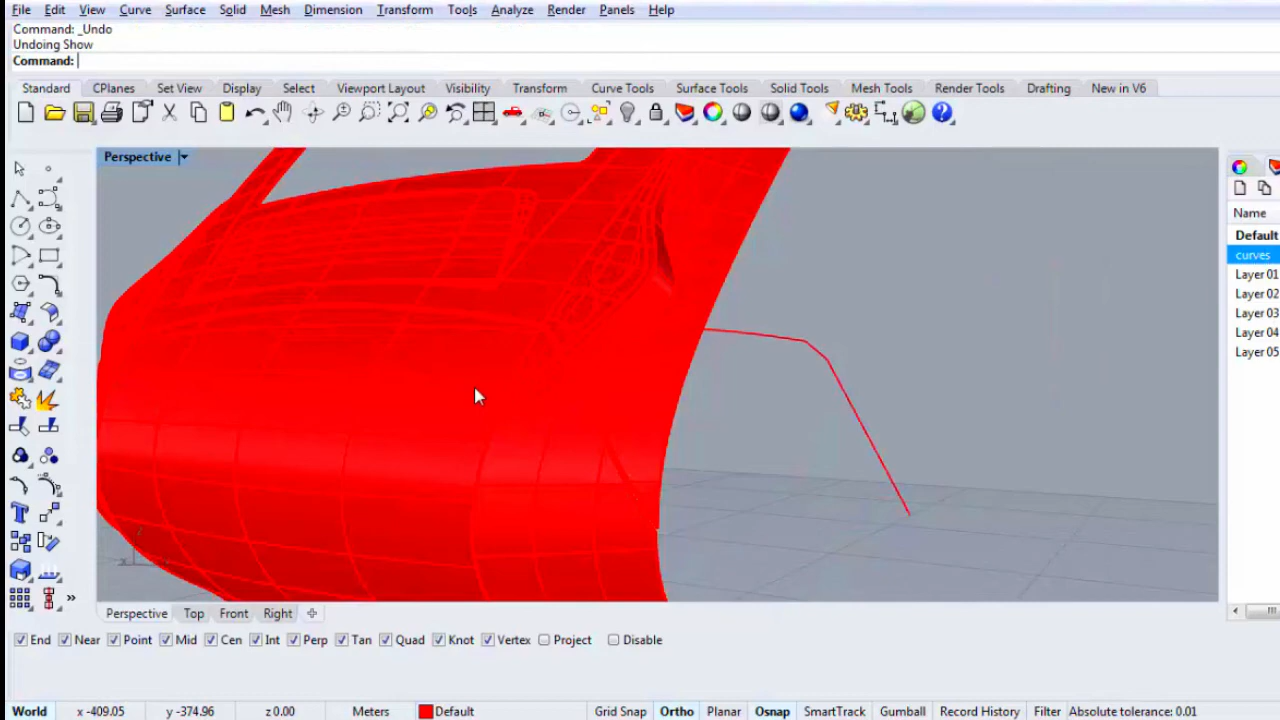 File Edit View Curve Surface Solid Mesh Dimension Transform Tools Analyze Render Panels Help
Command: _Undo
Undoing Show
Command:
Standard CPlanes Set View Display Select Viewport Layout Visibility Transform Curve Tools Surface Tools Solid Tools Mesh Tools Render Tools Drafting New in V6
Perspective
Name
Default
curves
Layer 01
Layer 02
Layer 03
Layer 04
Layer 05
Perspective Top Front Right
End Near Point Mid Cen Int Perp Tan Quad Knot Vertex Project Disable
World x -409.05 y -374.96 z 0.00 Meters Default Grid Snap Ortho Planar Osnap SmartTrack Gumball Record History Filter Absolute tolerance: 0.01